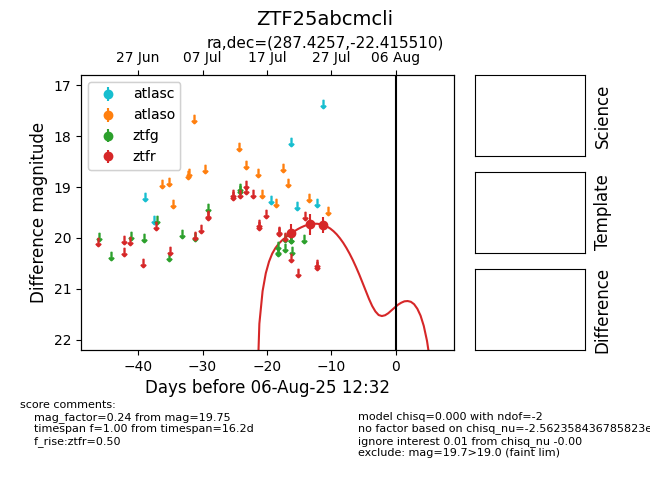 ZTF25abcmcli
ra,dec=(287.4257,-22.415510)
27 Jun 07 Jul 17 Jul 27 Jul 06 Aug
atlasc
atlaso
ztfg
ztfr
17
18
19
20
21
22
Difference magnitude
−40 −30 −20 −10 0
Days before 06-Aug-25 12:32
Science
Template
Difference
score comments:
mag_factor=0.24 from mag=19.75
timespan f=1.00 from timespan=16.2d
f_rise:ztfr=0.50
model chisq=0.000 with ndof=-2
no factor based on chisq_nu=-2.562358436785823e
ignore interest 0.01 from chisq_nu -0.00
exclude: mag=19.7>19.0 (faint lim)